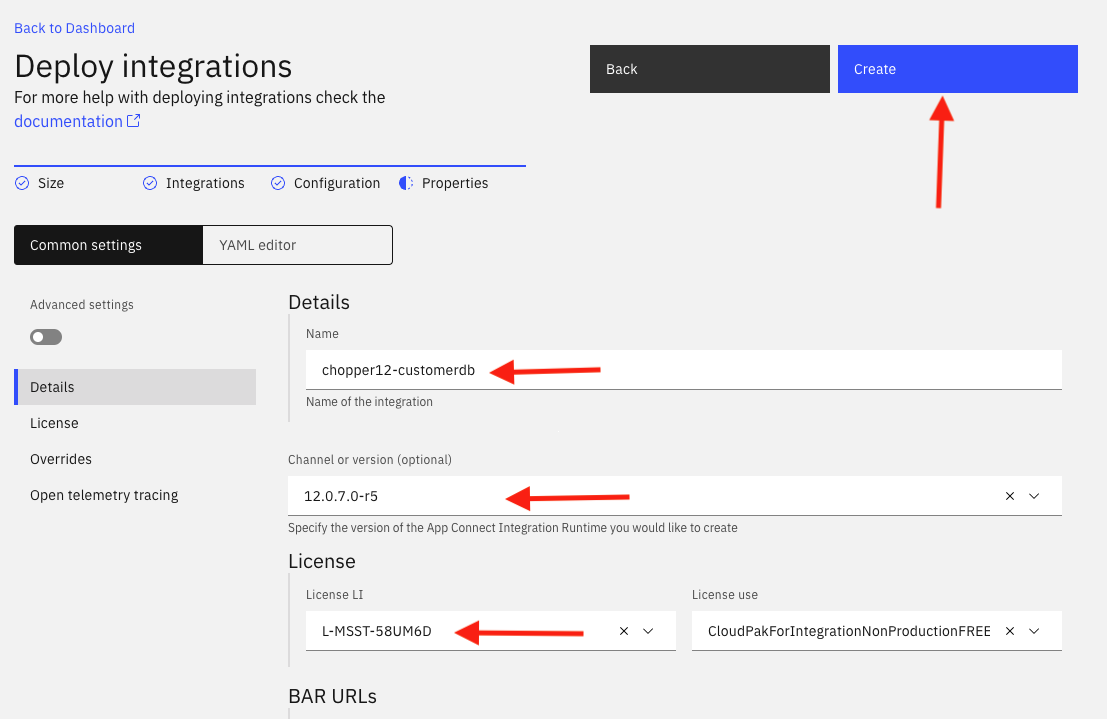 Back to Dashboard
Deploy integrations
For more help with deploying integrations check the
documentation
Back
Create
Size
Integrations
Configuration
Properties
Common settings
YAML editor
Advanced settings
Details
License
Overrides
Open telemetry tracing
Details
Name
chopper12-customerdb
Name of the integration
Channel or version (optional)
12.0.7.0-r5
Specify the version of the App Connect Integration Runtime you would like to create
License
License LI
L-MSST-58UM6D
License use
CloudPakForIntegrationNonProductionFREE
BAR URLs